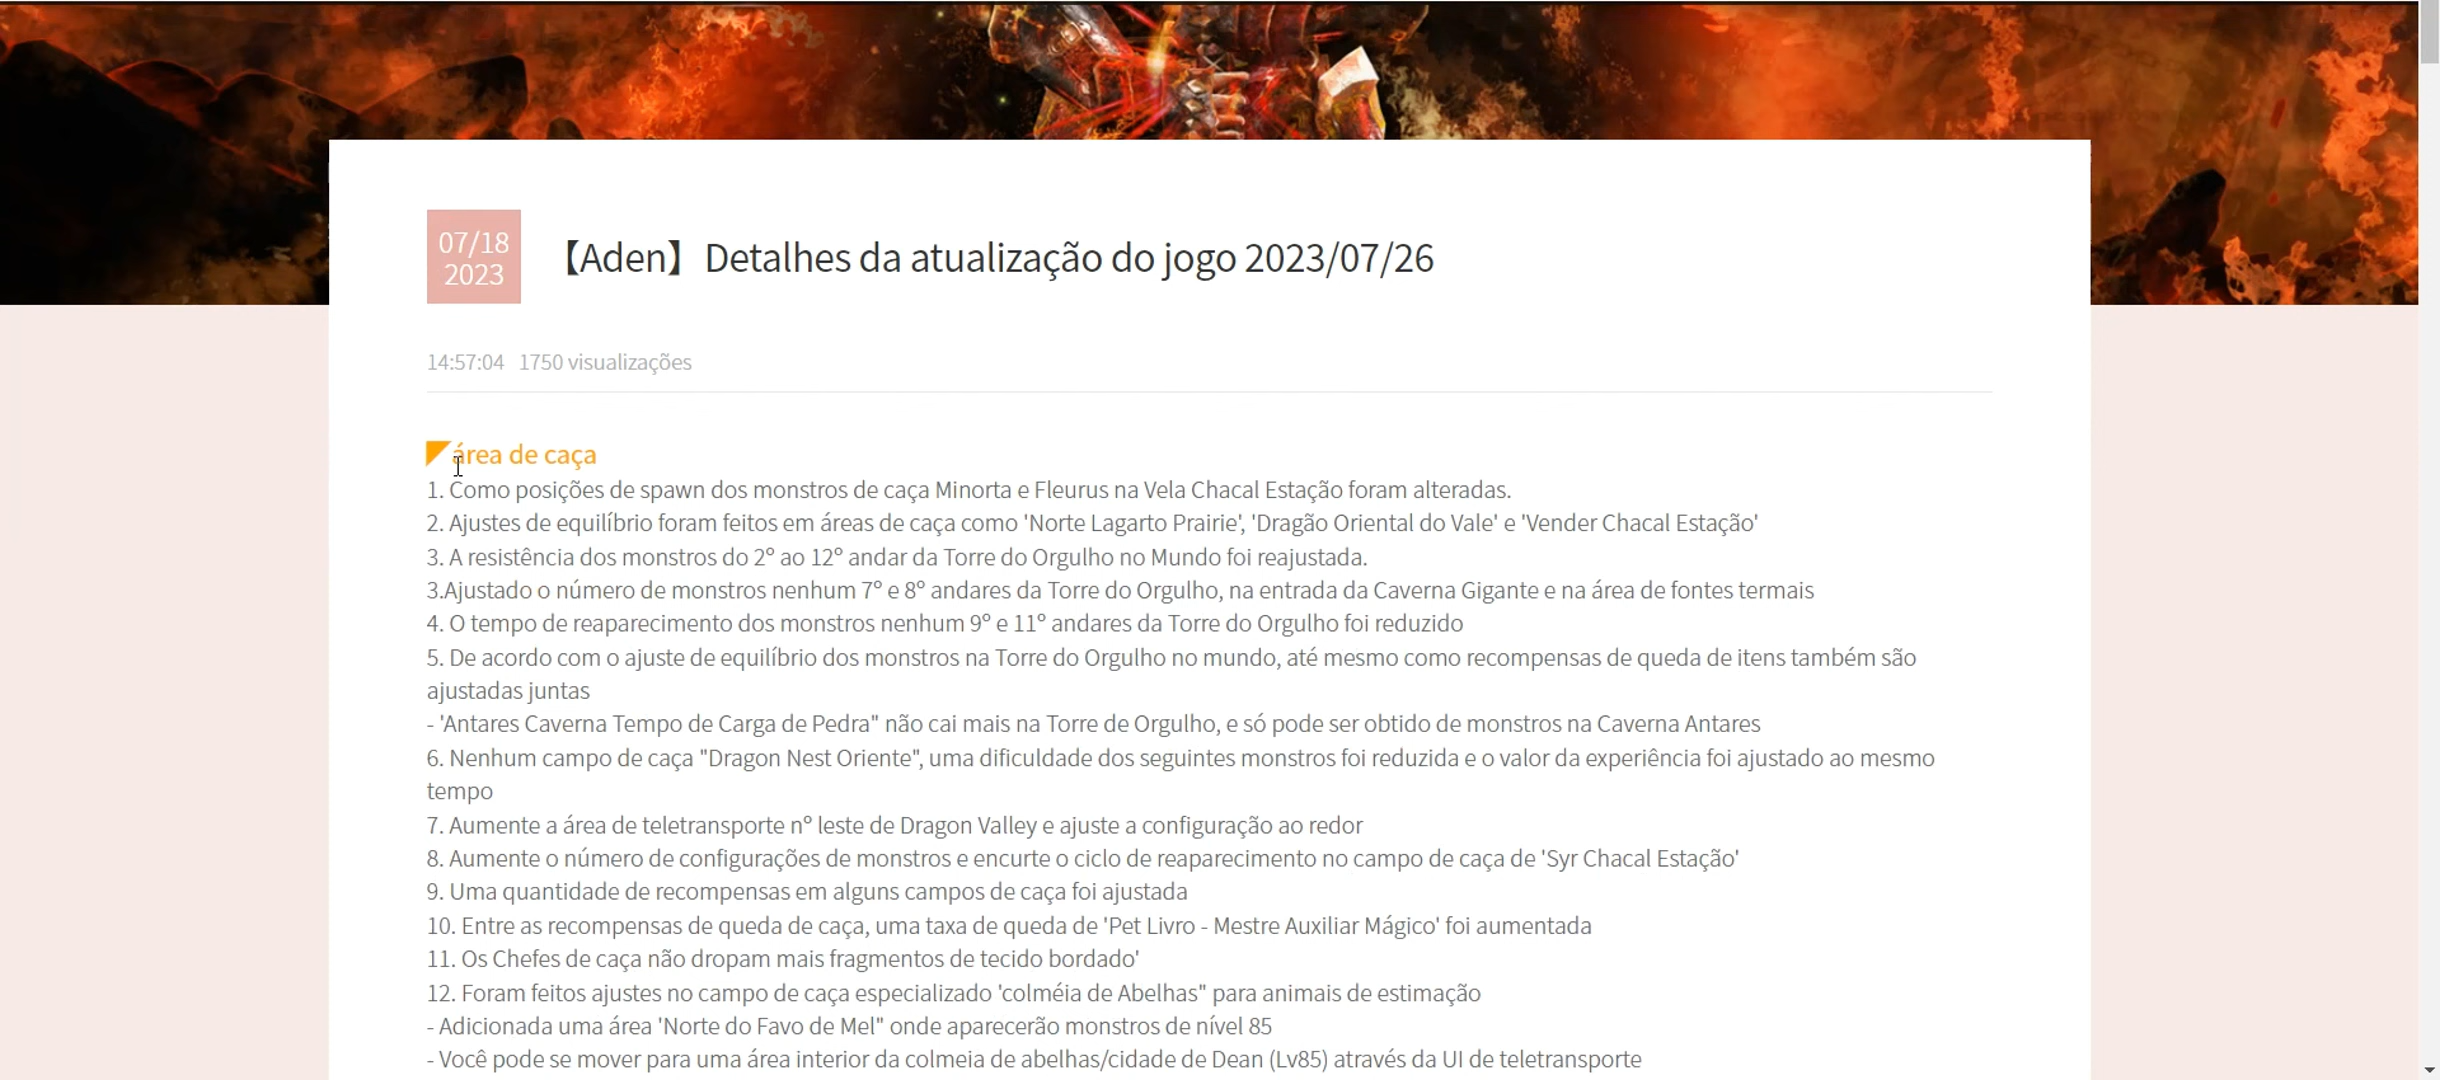 07/18
2023
【Aden】Detalhes da atualização do jogo 2023/07/26
14:57:04 1750 visualizações
área de caça
1. Como posições de spawn dos monstros de caça Minorta e Fleurus na Vela Chacal Estação foram alteradas.
2. Ajustes de equilíbrio foram feitos em áreas de caça como 'Norte Lagarto Prairie', 'Dragão Oriental do Vale' e 'Vender Chacal Estação'
3. A resistência dos monstros do 2º ao 12º andar da Torre do Orgulho no Mundo foi reajustada.
3.Ajustado o número de monstros nenhum 7º e 8º andares da Torre do Orgulho, na entrada da Caverna Gigante e na área de fontes termais
4. O tempo de reaparecimento dos monstros nenhum 9º e 11º andares da Torre do Orgulho foi reduzido
5. De acordo com o ajuste de equilíbrio dos monstros na Torre do Orgulho no mundo, até mesmo como recompensas de queda de itens também são
ajustadas juntas
- 'Antares Caverna Tempo de Carga de Pedra" não cai mais na Torre de Orgulho, e só pode ser obtido de monstros na Caverna Antares
6. Nenhum campo de caça "Dragon Nest Oriente", uma dificuldade dos seguintes monstros foi reduzida e o valor da experiência foi ajustado ao mesmo
tempo
7. Aumente a área de teletransporte nº leste de Dragon Valley e ajuste a configuração ao redor
8. Aumente o número de configurações de monstros e encurte o ciclo de reaparecimento no campo de caça de 'Syr Chacal Estação'
9. Uma quantidade de recompensas em alguns campos de caça foi ajustada
10. Entre as recompensas de queda de caça, uma taxa de queda de 'Pet Livro - Mestre Auxiliar Mágico' foi aumentada
11. Os Chefes de caça não dropam mais fragmentos de tecido bordado'
12. Foram feitos ajustes no campo de caça especializado 'colméia de Abelhas" para animais de estimação
- Adicionada uma área 'Norte do Favo de Mel" onde aparecerão monstros de nível 85
- Você pode se mover para uma área interior da colmeia de abelhas/cidade de Dean (Lv85) através da UI de teletransporte